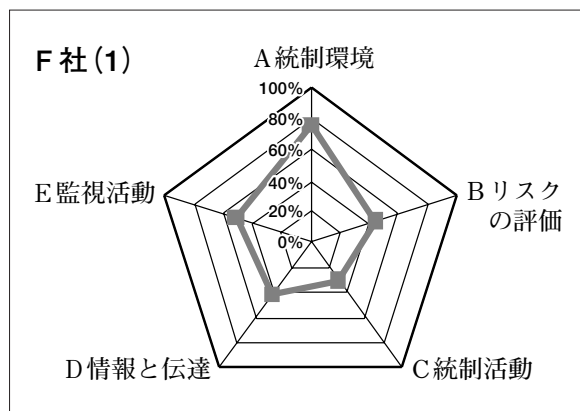 F社(1)
A統制環境
100%
80%
60%
40%
20%
0%
Bリスク
の評価
E監視活動
D情報と伝達
C統制活動